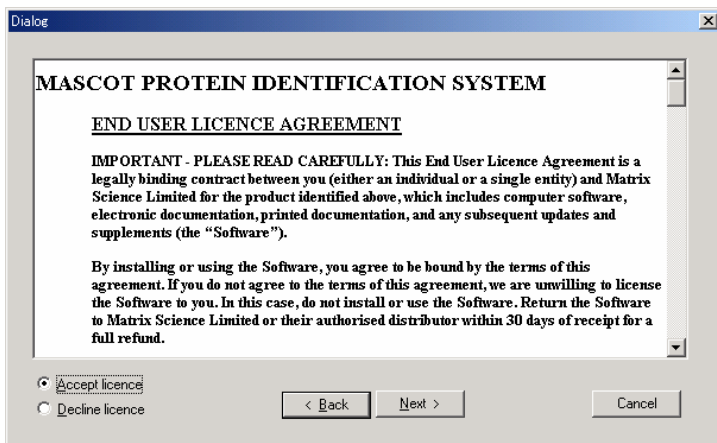 Dialog
MASCOT PROTEIN IDENTIFICATION SYSTEM
END USER LICENCE AGREEMENT
IMPORTANT - PLEASE READ CAREFULLY: This End User Licence Agreement is a
legally binding contract between you (either an individual or a single entity) and Matrix
Science Limited for the product identified above, which includes computer software,
electronic documentation, printed documentation, and any subsequent updates and
supplements (the “Software”).
By installing or using the Software, you agree to be bound by the terms of this
agreement. If you do not agree to the terms of this agreement, we are unwilling to license
the Software to you. In this case, do not install or use the Software. Return the Software
to Matrix Science Limited or their authorised distributor within 30 days of receipt for a
full refund.
Accept licence
Decline licence
< Back
Next >
Cancel